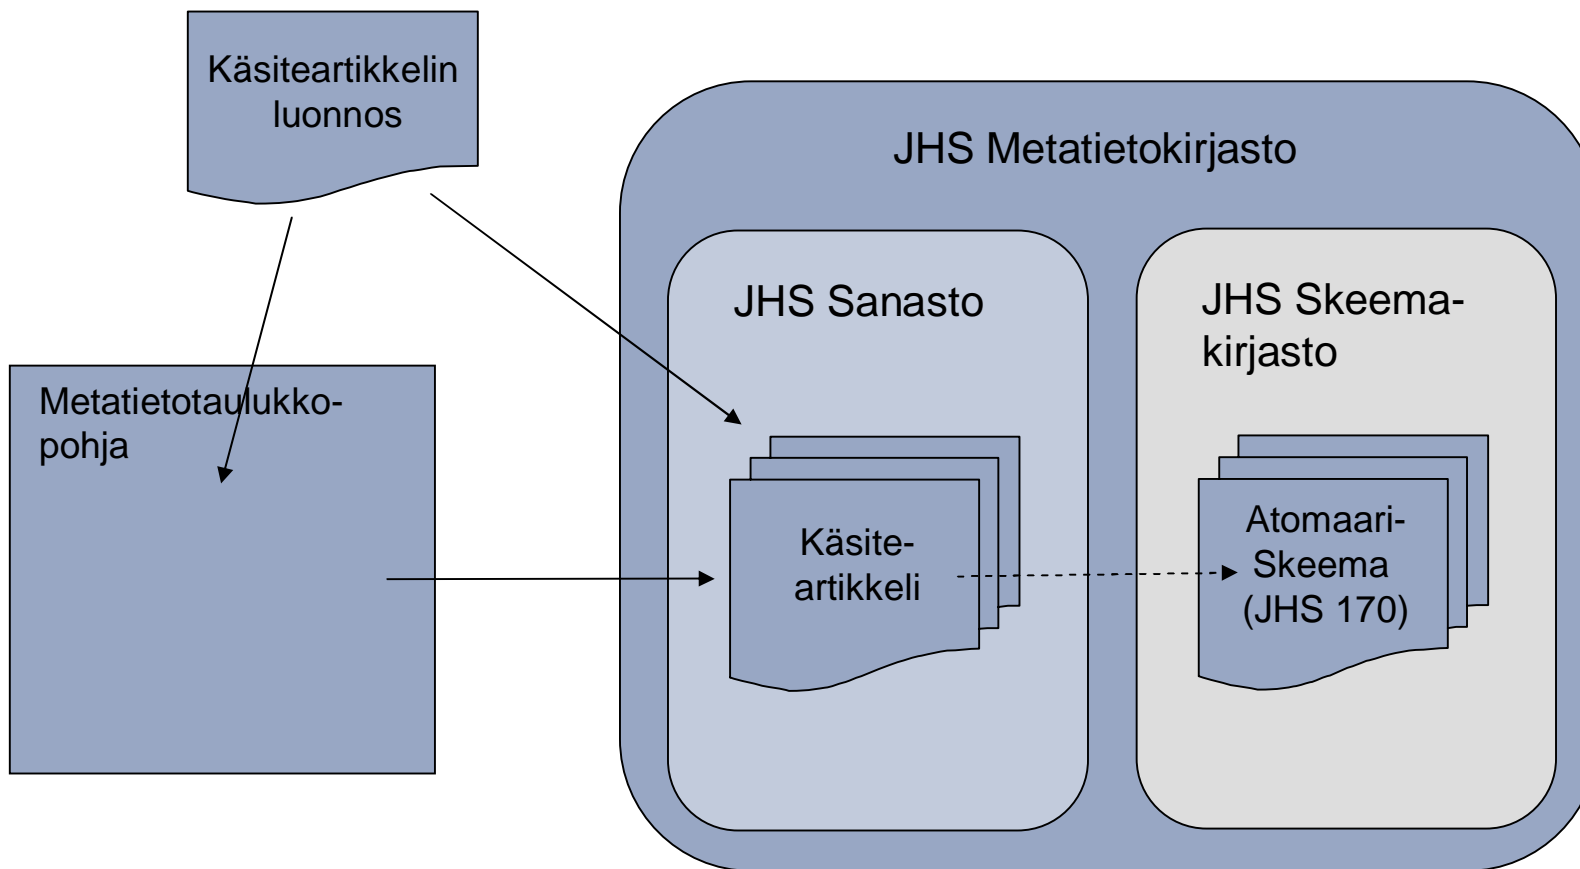 Käsiteartikkelin
luonnos
JHS Metatietokirjasto
JHS Sanasto
JHS Skeema-
kirjasto
Metatietotaulukko-
pohja
Käsite-
artikkeli
Atomaari-
Skeema
(JHS 170)